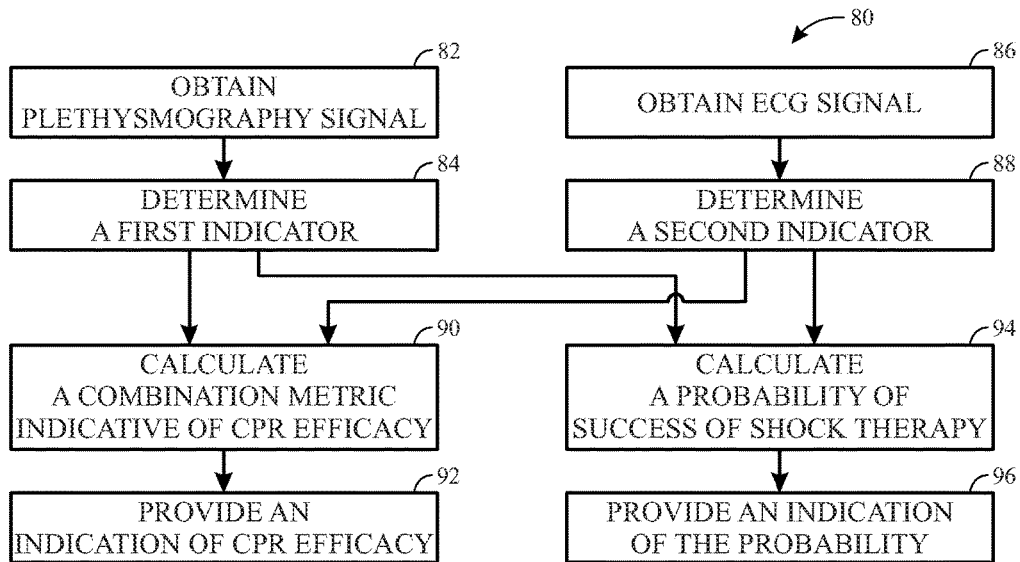 80
82
OBTAIN
PLETHYSMOGRAPHY SIGNAL
86
OBTAIN ECG SIGNAL
84
DETERMINE
A FIRST INDICATOR
88
DETERMINE
A SECOND INDICATOR
90
CALCULATE
A COMBINATION METRIC
INDICATIVE OF CPR EFFICACY
94
CALCULATE
A PROBABILITY OF
SUCCESS OF SHOCK THERAPY
92
PROVIDE AN
INDICATION OF CPR EFFICACY
96
PROVIDE AN INDICATION
OF THE PROBABILITY